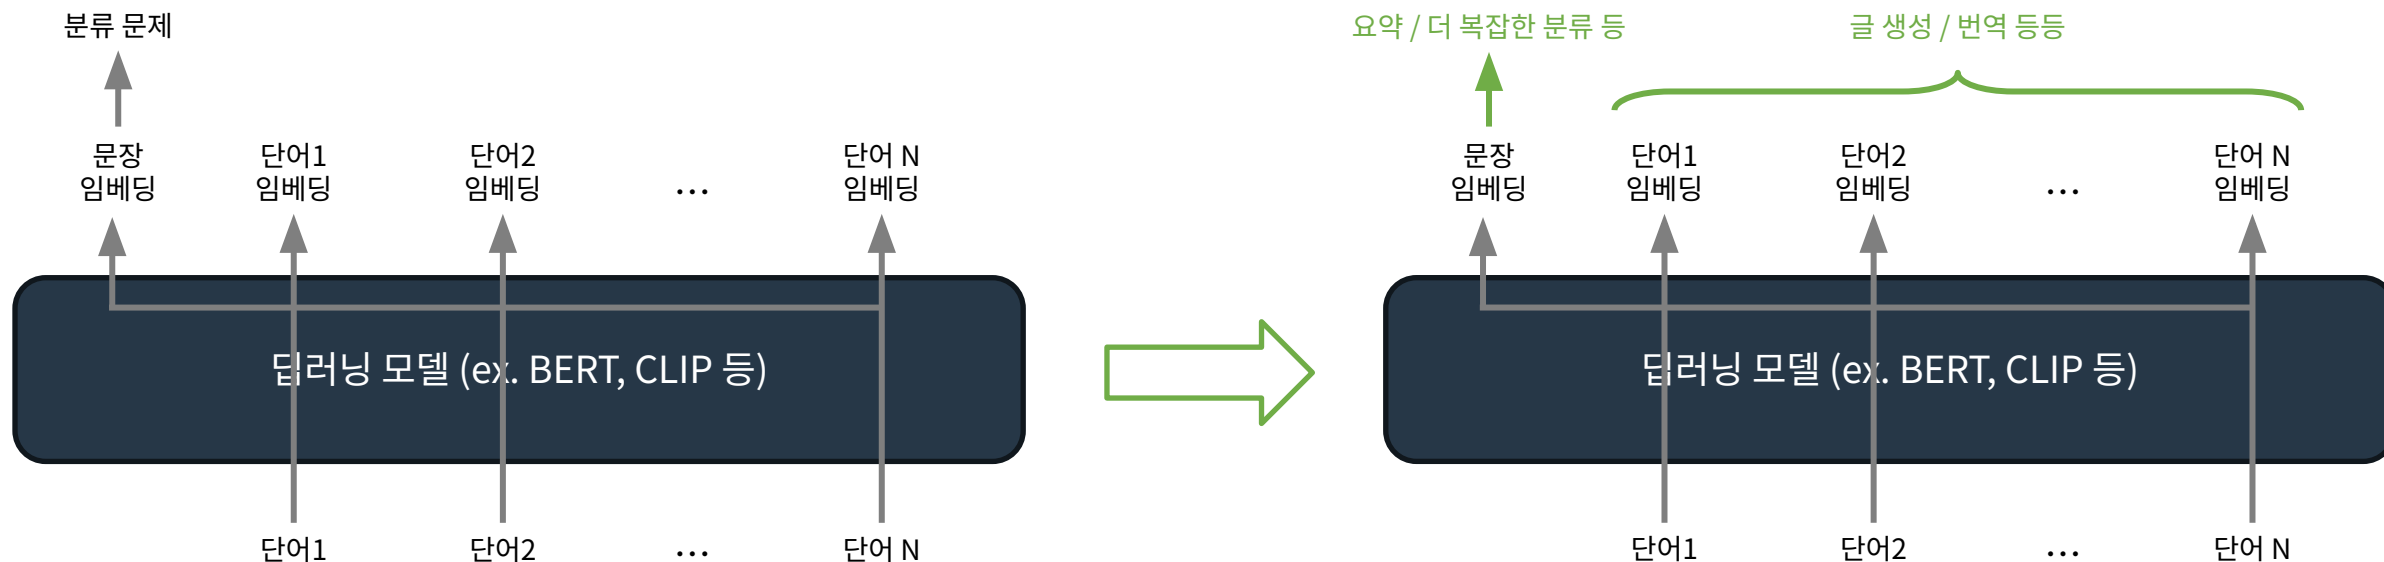 분류 문제
문장
임베딩
단어1
임베딩
단어2
임베딩
...
단어 N
임베딩
딥러닝 모델 (ex. BERT, CLIP 등)
단어1
단어2
...
단어 N
요약 / 더 복잡한 분류 등
글 생성 / 번역 등등
문장
임베딩
단어1
임베딩
단어2
임베딩
...
단어 N
임베딩
딥러닝 모델 (ex. BERT, CLIP 등)
단어1
단어2
...
단어 N